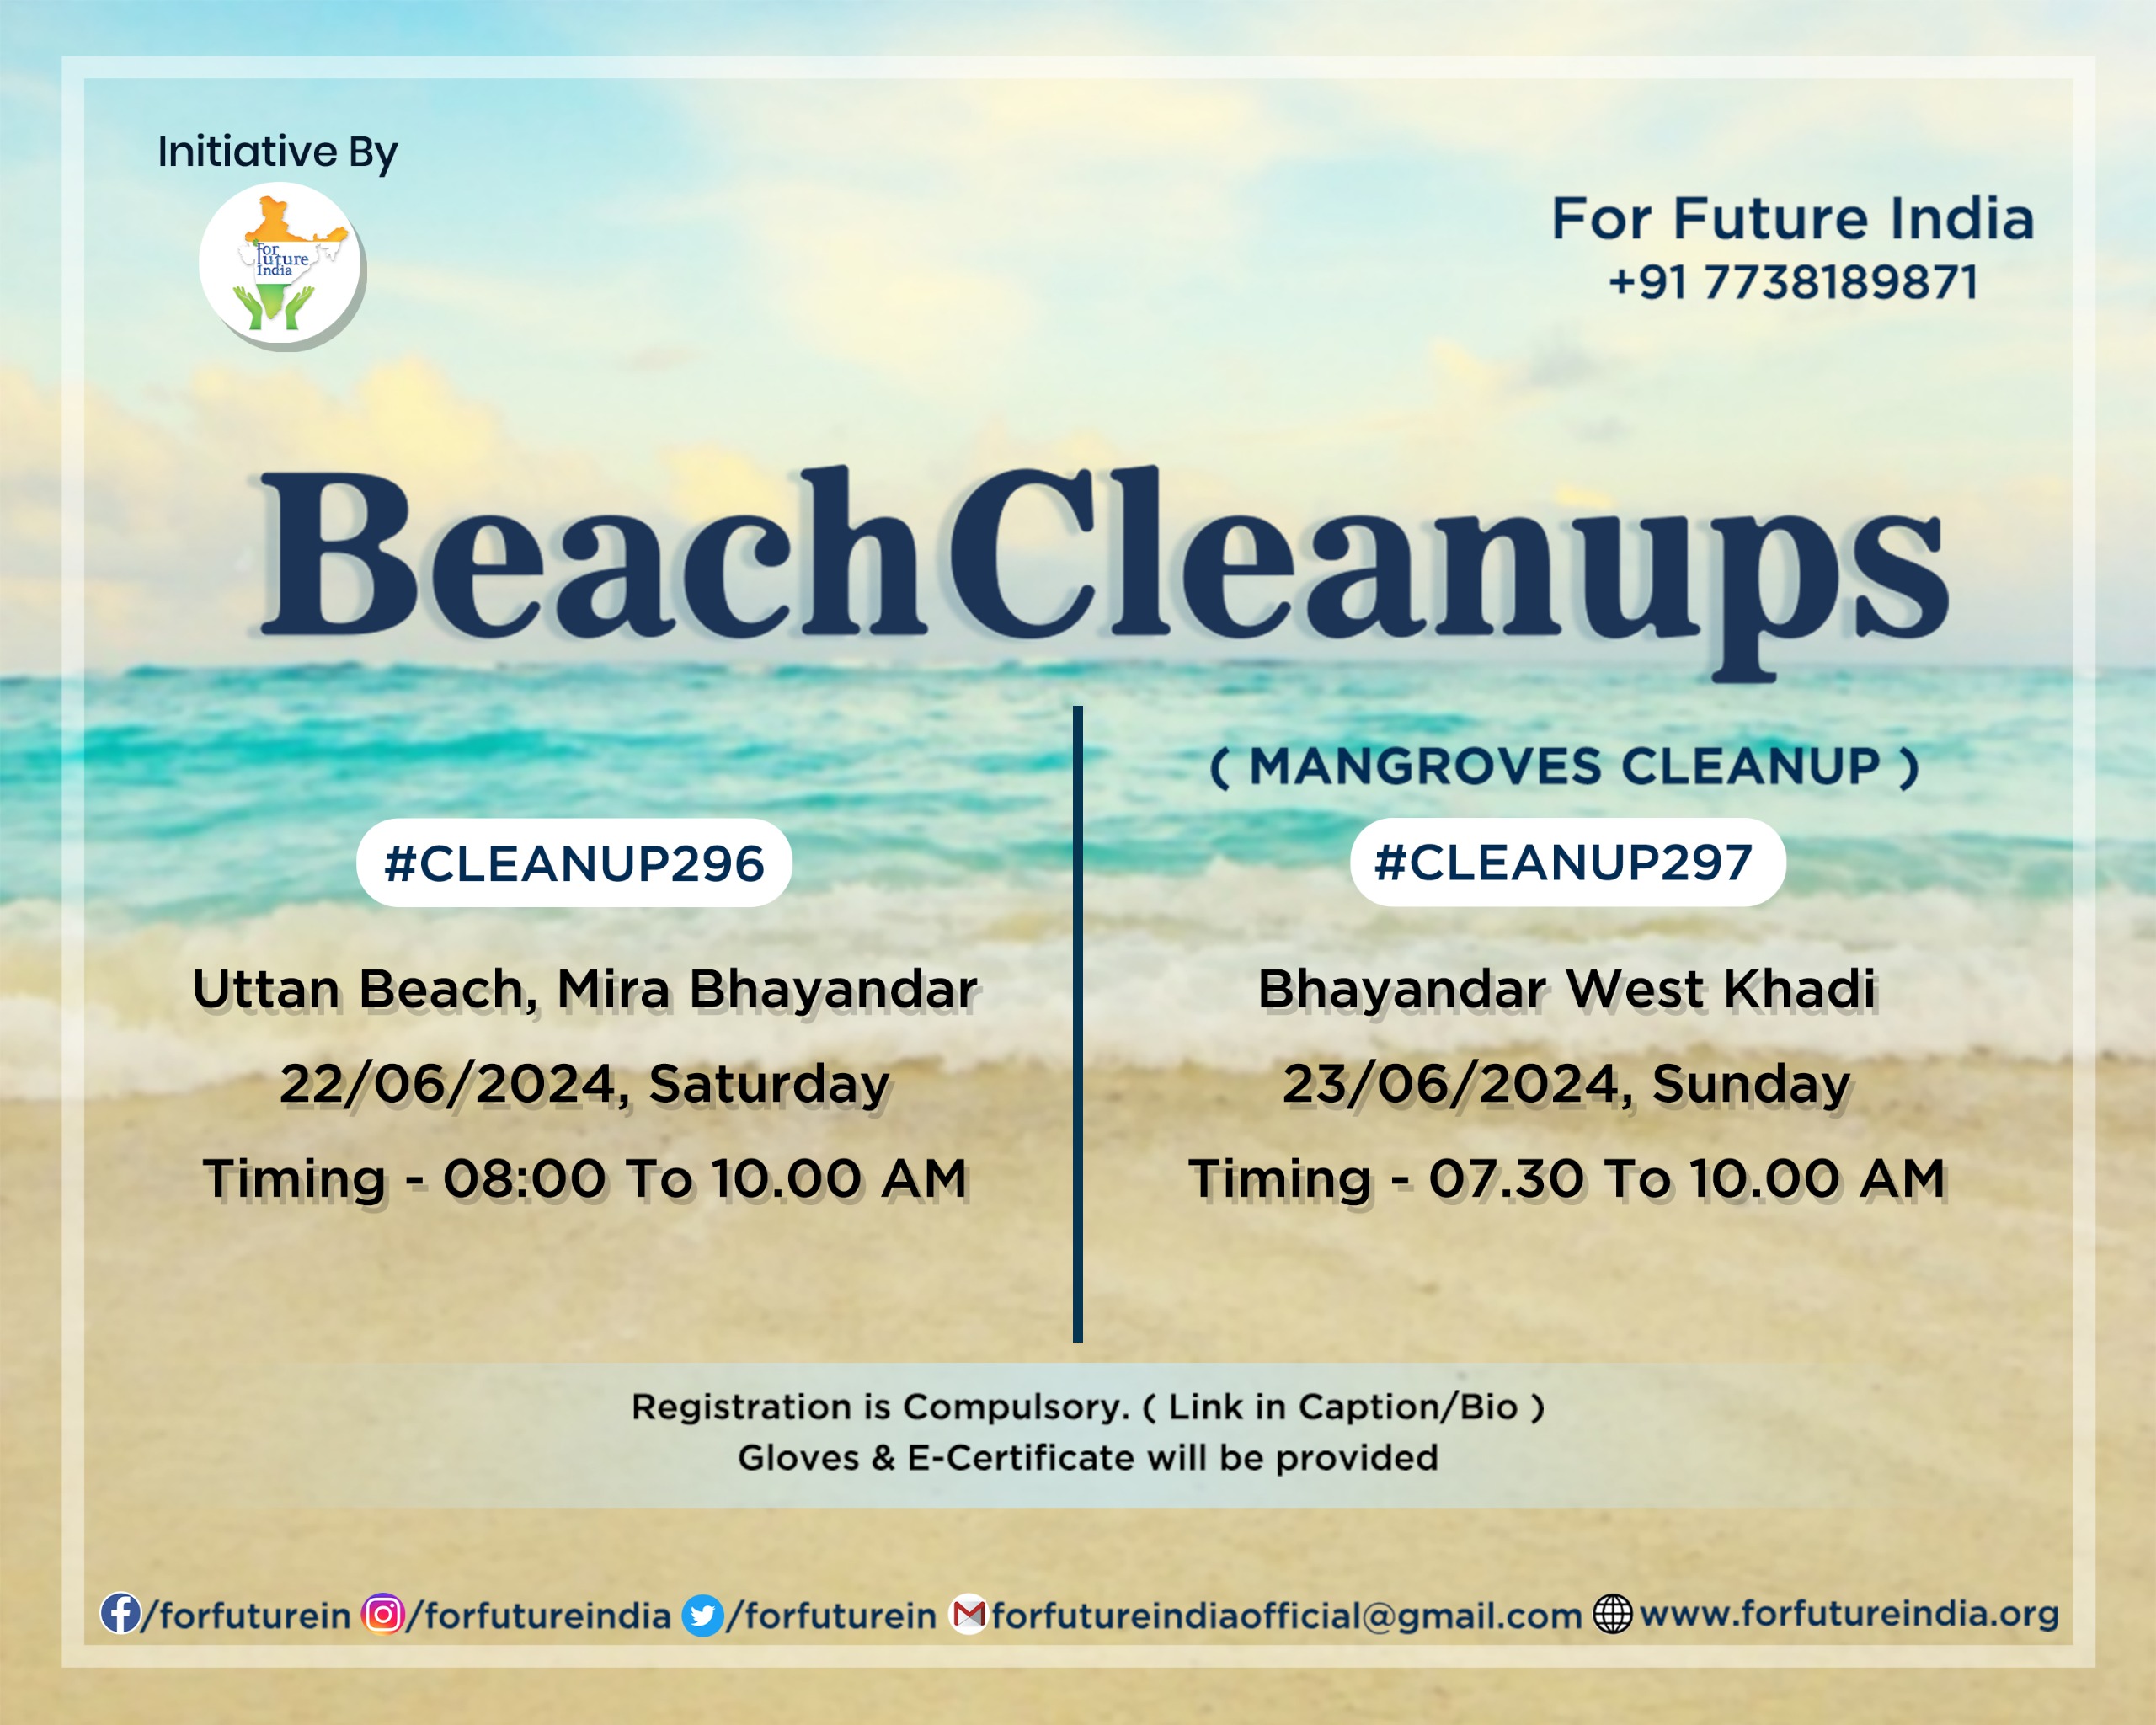 Initiative By
for
future
India
For Future India
+91 7738189871
Beach Cleanups
#CLEANUP296
Uttan Beach, Mira Bhayandar
22/06/2024, Saturday
Timing - 08:00 To 10.00 AM
( MANGROVES CLEANUP )
#CLEANUP297
Bhayandar West Khadi
23/06/2024, Sunday
Timing - 07.30 To 10.00 AM
Registration is Compulsory. ( Link in Caption/Bio )
Gloves & E-Certificate will be provided
/forfuturein /forfutureindia /forfuturein forfutureindiaofficial@gmail.com www.forfutureindia.org